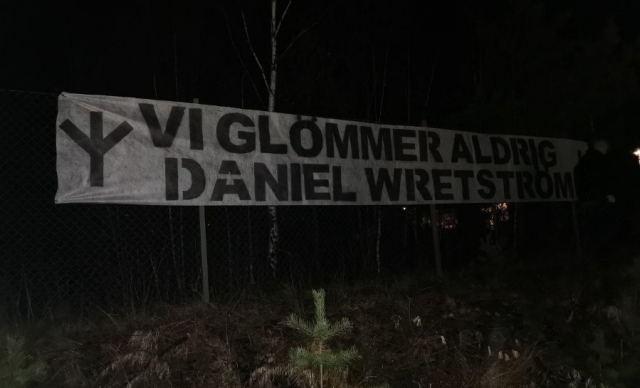 VI GLÖMMER ALDRIG
DANIEL WRETSTRÖM